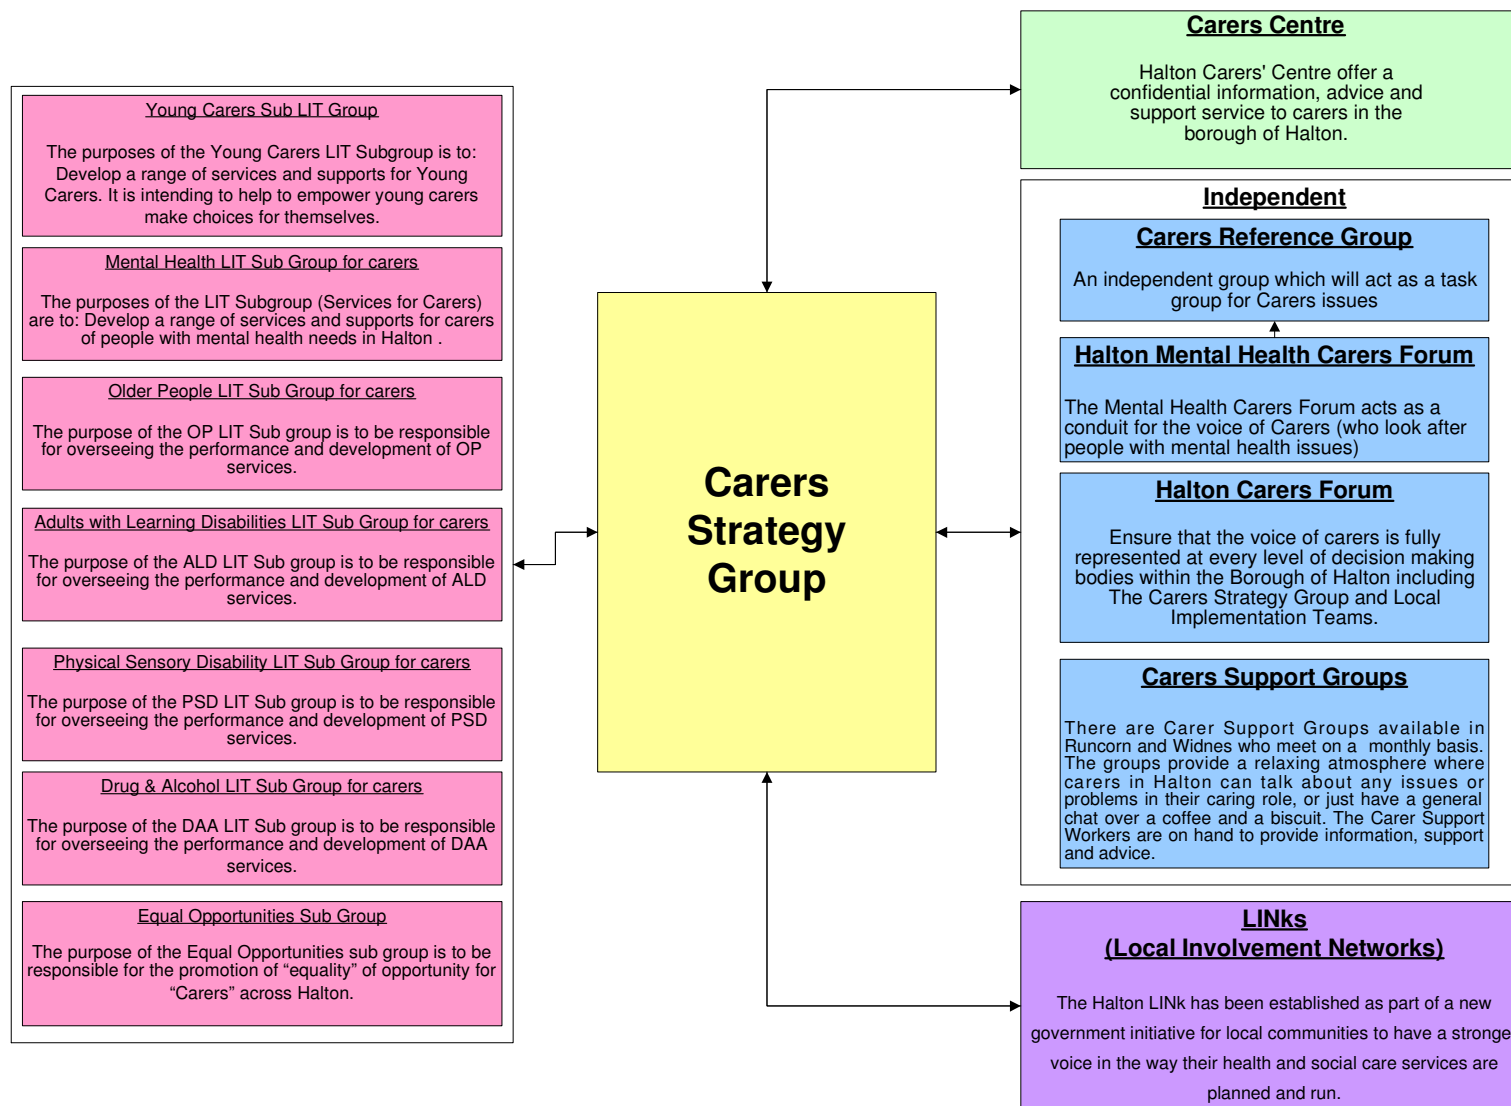 Carers Centre
Halton Carers' Centre offer a
confidential information, advice and
support service to carers in the
borough of Halton.
Young Carers Sub LIT Group
The purposes of the Young Carers LIT Subgroup is to:
Develop a range of services and supports for Young
Carers. It is intending to help to empower young carers
make choices for themselves.
Mental Health LIT Sub Group for carers
The purposes of the LIT Subgroup (Services for Carers)
are to: Develop a range of services and supports for carers
of people with mental health needs in Halton .
Older People LIT Sub Group for carers
The purpose of the OP LIT Sub group is to be responsible
for overseeing the performance and development of OP
services.
Adults with Learning Disabilities LIT Sub Group for carers
The purpose of the ALD LIT Sub group is to be responsible
for overseeing the performance and development of ALD
services.
Physical Sensory Disability LIT Sub Group for carers
The purpose of the PSD LIT Sub group is to be responsible
for overseeing the performance and development of PSD
services.
Drug & Alcohol LIT Sub Group for carers
The purpose of the DAA LIT Sub group is to be responsible
for overseeing the performance and development of DAA
services.
Equal Opportunities Sub Group
The purpose of the Equal Opportunities sub group is to be
responsible for the promotion of “equality” of opportunity for
“Carers” across Halton.
Carers
Strategy
Group
Independent
Carers Reference Group
An independent group which will act as a task
group for Carers issues
Halton Mental Health Carers Forum
The Mental Health Carers Forum acts as a
conduit for the voice of Carers (who look after
people with mental health issues)
Halton Carers Forum
Ensure that the voice of carers is fully
represented at every level of decision making
bodies within the Borough of Halton including
The Carers Strategy Group and Local
Implementation Teams.
Carers Support Groups
There are Carer Support Groups available in
Runcorn and Widnes who meet on a monthly basis.
The groups provide a relaxing atmosphere where
carers in Halton can talk about any issues or
problems in their caring role, or just have a general
chat over a coffee and a biscuit. The Carer Support
Workers are on hand to provide information, support
and advice.
LINks
(Local Involvement Networks)
The Halton LINk has been established as part of a new
government initiative for local communities to have a stronge
voice in the way their health and social care services are
planned and run.